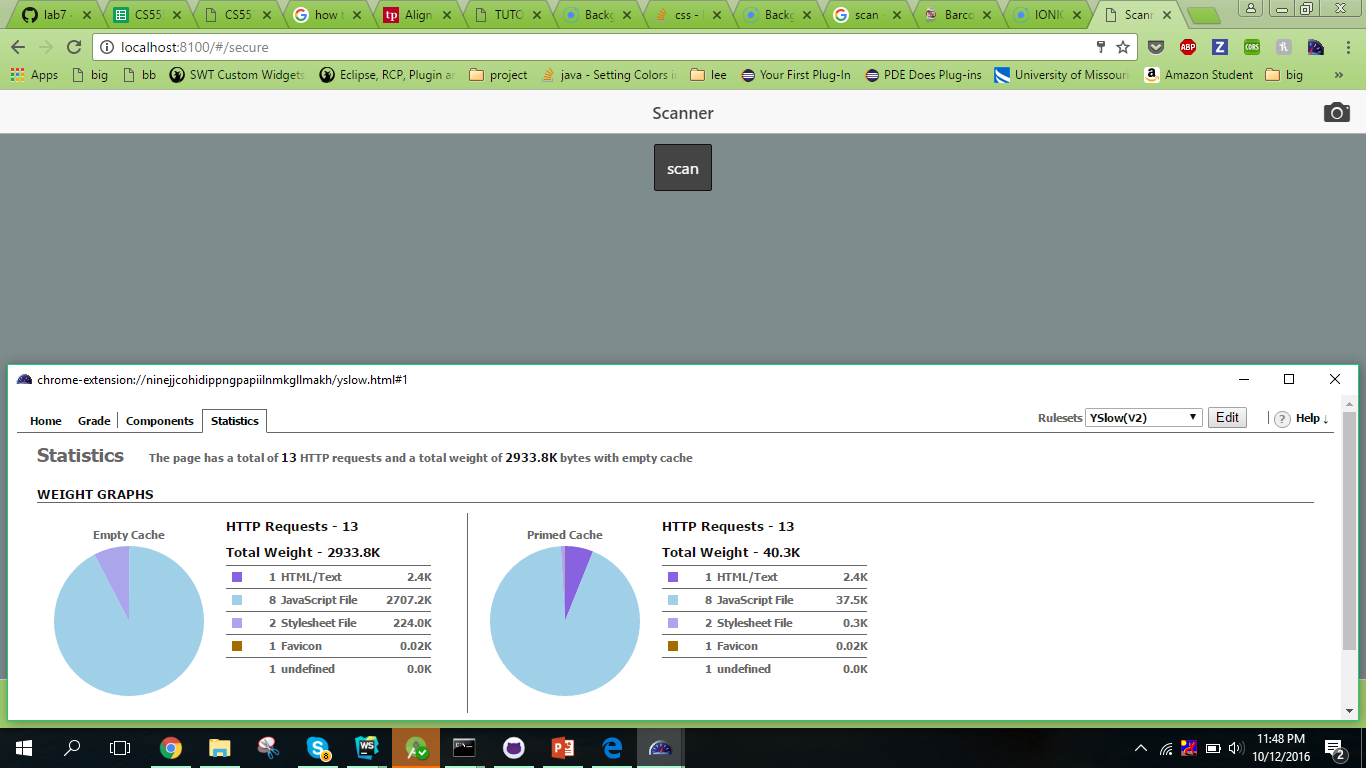 lab7 CS55 CS55 how t Align TUTO Backg css - Backg scan Barco IONIC Scann
localhost:8100/#/secure
Apps big bb SWT Custom Widgets Eclipse, RCP, Plugin project java - Setting Colors lee Your First Plug-In PDE Does Plug-ins University of Missouri Amazon Student big »
Scanner
scan
chrome-extension://ninejjcohidippngpapiilnmkgllmakh/yslow.html#1
Home Grade Components Statistics Rulesets YSlow(V2) Edit ? Help ↓
Statistics The page has a total of 13 HTTP requests and a total weight of 2933.8K bytes with empty cache
WEIGHT GRAPHS
Empty Cache
HTTP Requests - 13
Total Weight - 2933.8K
1 HTML/Text 2.4K
8 JavaScript File 2707.2K
2 Stylesheet File 224.0K
1 Favicon 0.02K
1 undefined 0.0K
Primed Cache
HTTP Requests - 13
Total Weight - 40.3K
1 HTML/Text 2.4K
8 JavaScript File 37.5K
2 Stylesheet File 0.3K
1 Favicon 0.02K
1 undefined 0.0K
11:48 PM
10/12/2016